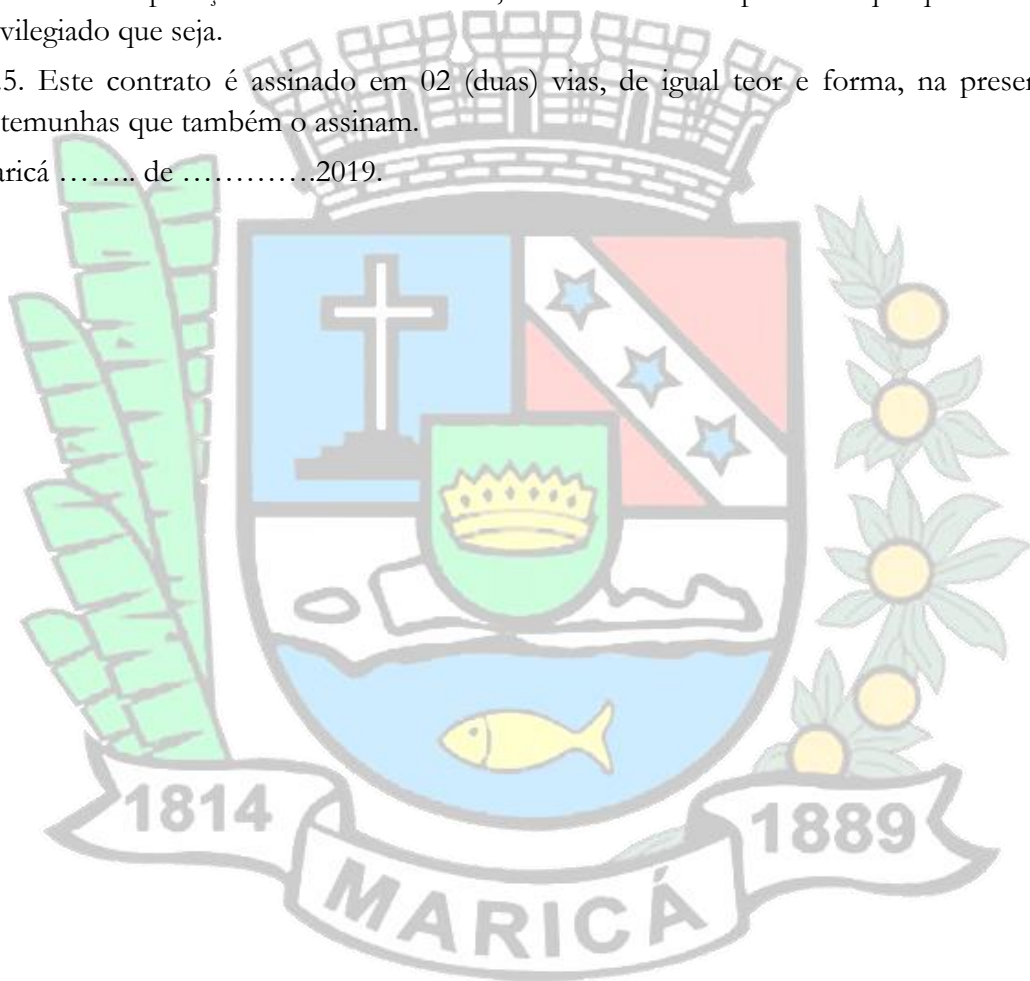 vilegiado que seja.
.5. Este contrato é assinado em 02 (duas) vias, de igual teor e forma, na presen
temunhas que também o assinam.
aricá …….. de ………….2019.
1814
1889
MARICÁ